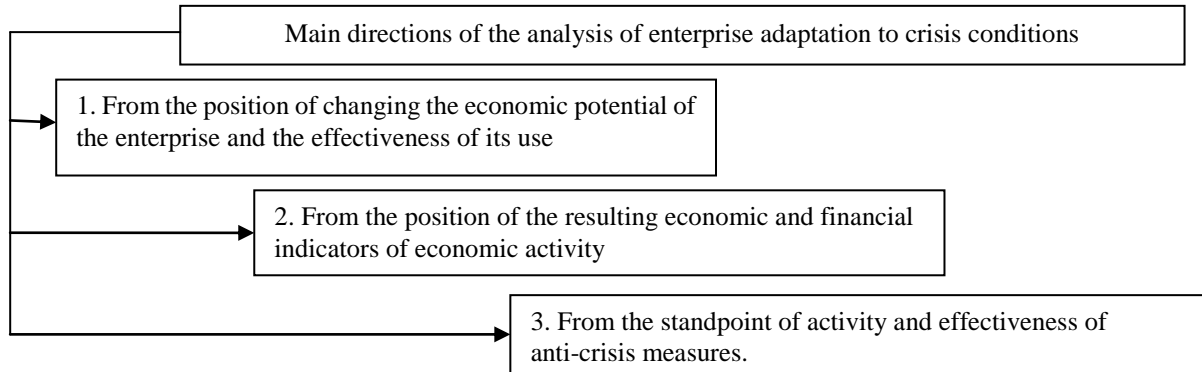 Main directions of the analysis of enterprise adaptation to crisis conditions
1. From the position of changing the economic potential of
the enterprise and the effectiveness of its use
2. From the position of the resulting economic and financial
indicators of economic activity
3. From the standpoint of activity and effectiveness of
anti-crisis measures.